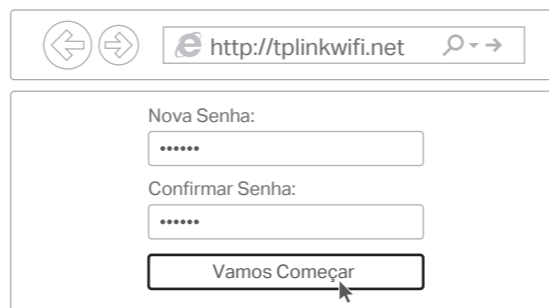 http://tplinkwifi.net
Nova Senha:
••••••
Confirmar Senha:
••••••
Vamos Começar